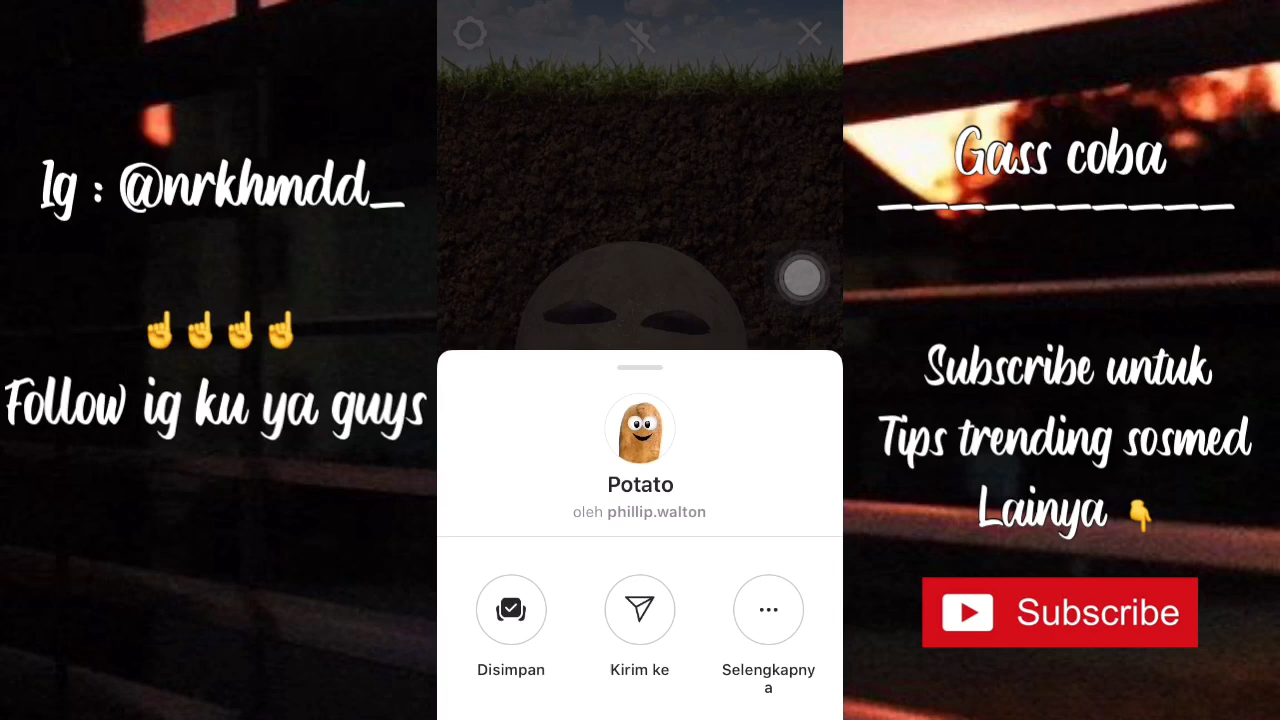 Ig : @nrkhmdd_
☝️☝️☝️☝️
Follow ig ku ya guys
Potato
oleh phillip.walton
Disimpan
Kirim ke
Selengkapny
a
Gass coba
__________
Subscribe untuk
Tips trending sosmed
Lainya 👇
Subscribe